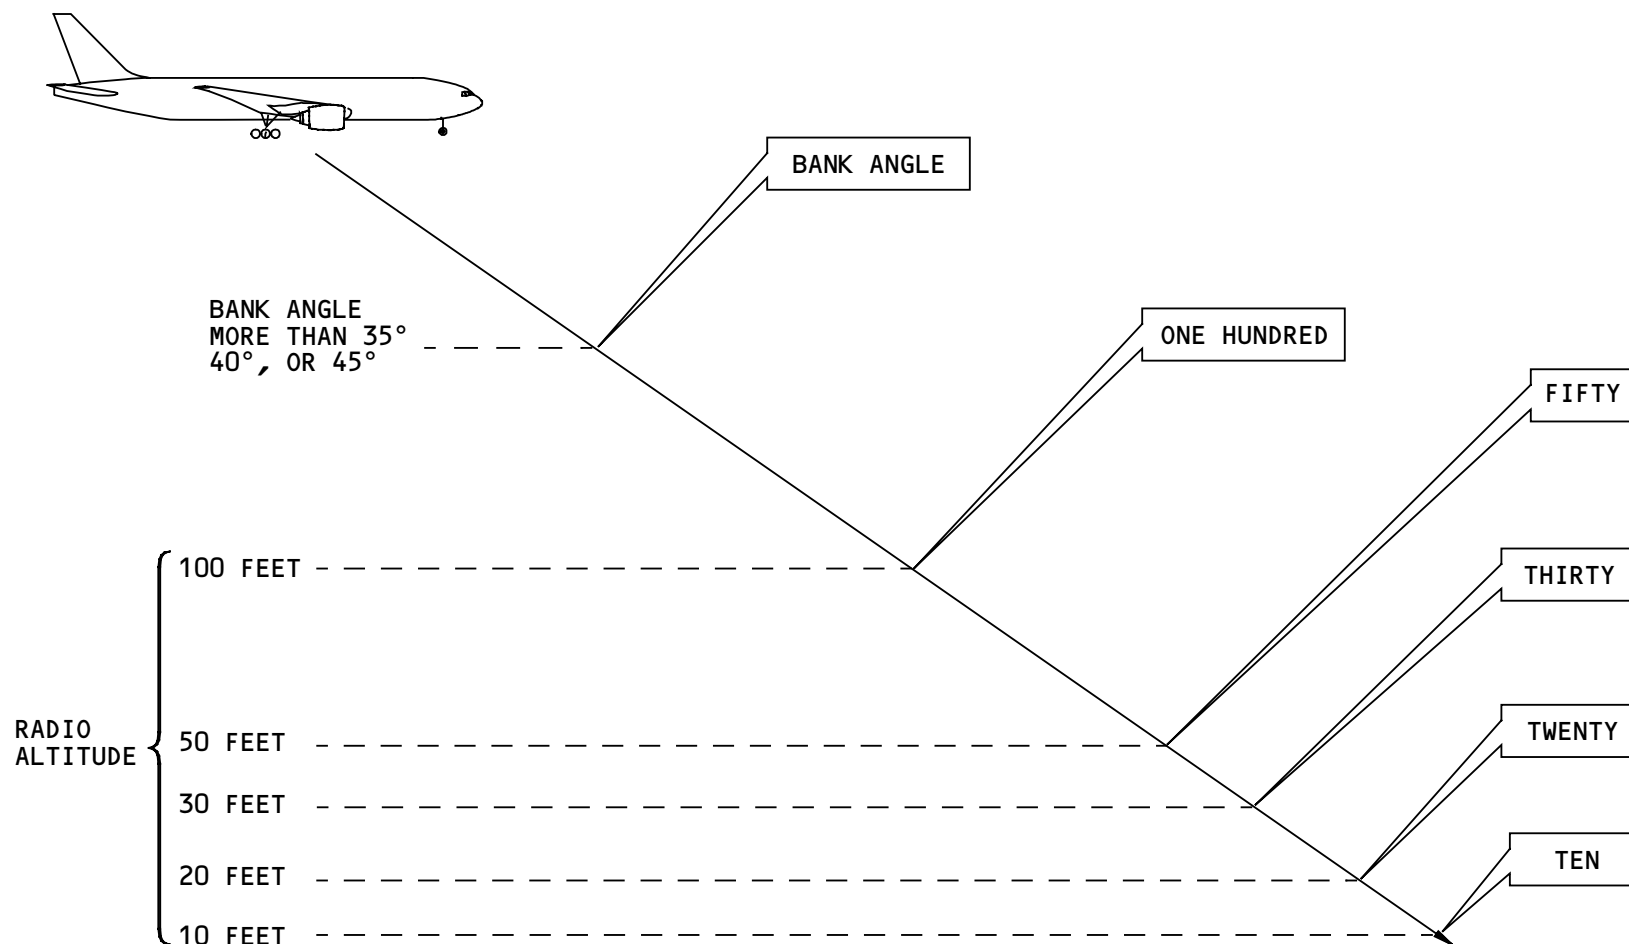 BANK ANGLE
BANK ANGLE
MORE THAN 35°
40°, OR 45°
ONE HUNDRED
FIFTY
100 FEET
THIRTY
RADIO
ALTITUDE
50 FEET
TWENTY
30 FEET
20 FEET
TEN
10 FEET